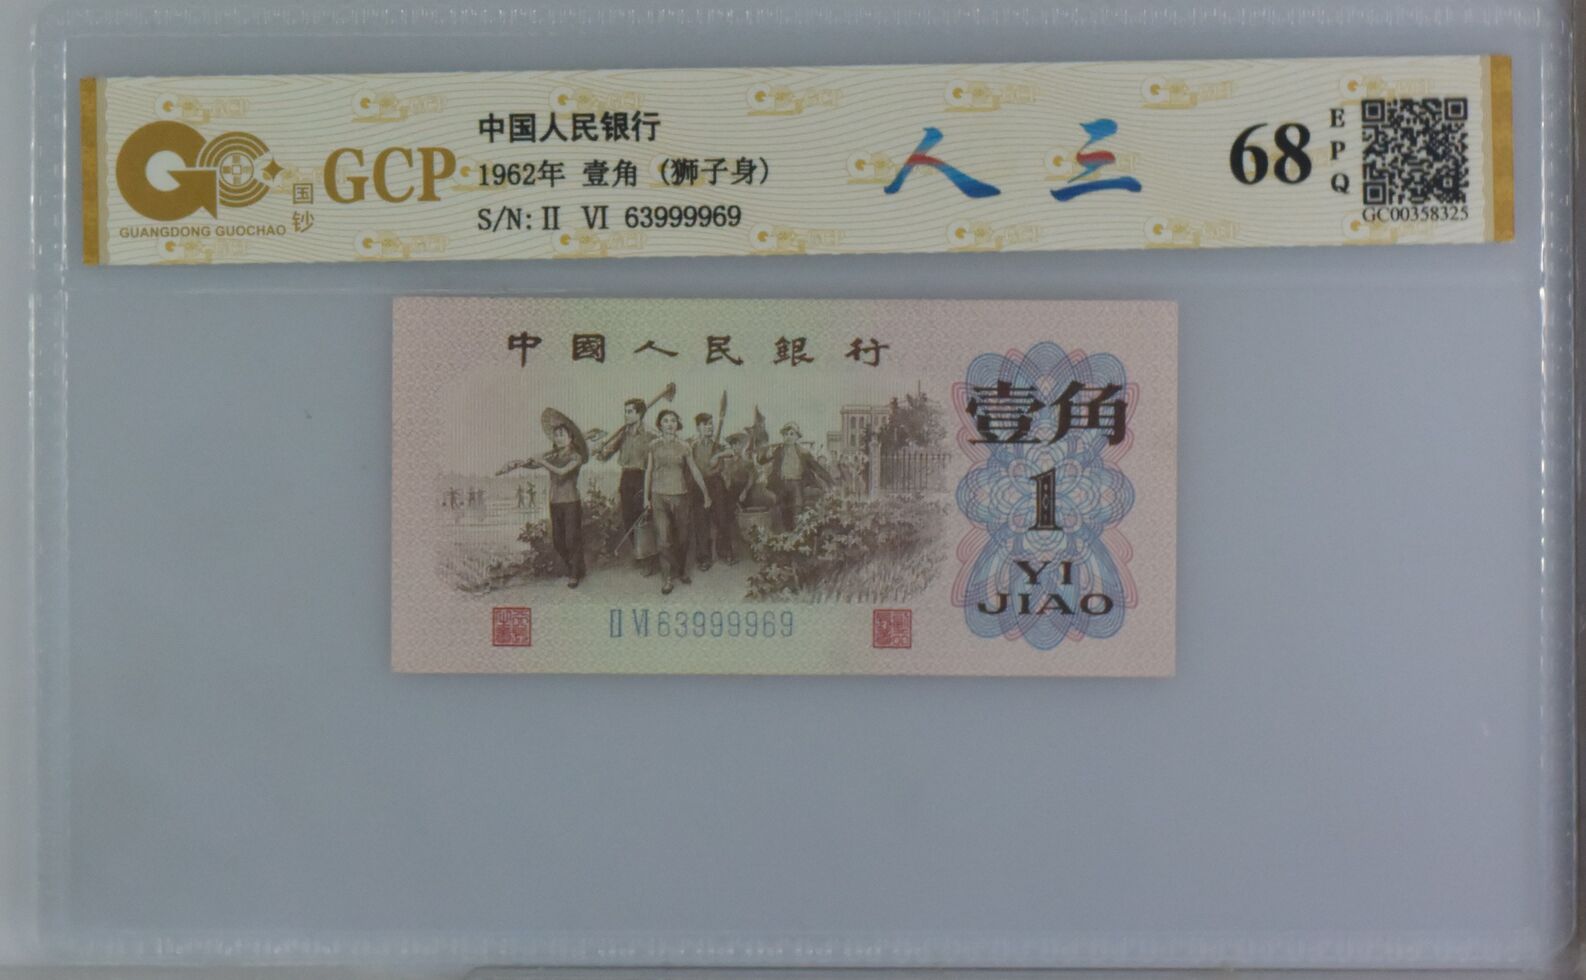 中国人民银行
1962年 壹角 (狮子身)
S/N: II VI 63999969
GCP
国钞
GUANGDONG GUOCHAO
人 三
68
EPQ
GC00358325
中國人民銀行
壹角
1
YI
JIAO
II VI 63999969